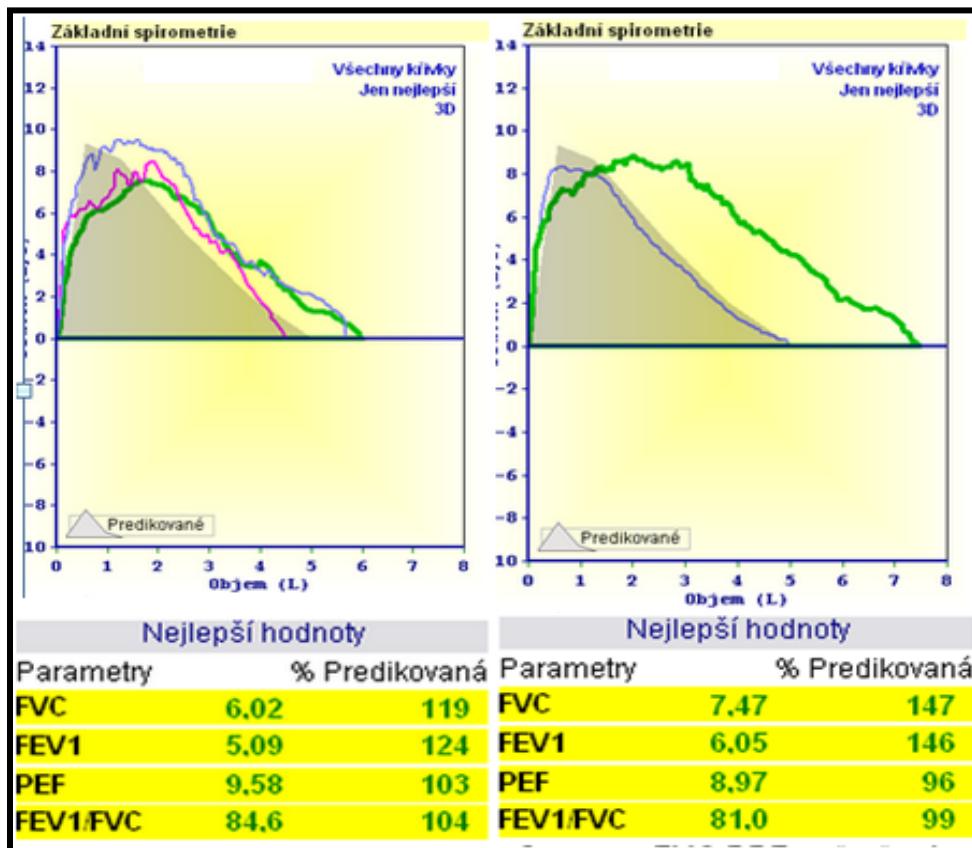 Základní spirometrie
Všechny křivky
Jen nejlepší
3D
14
12
10
8
6
4
2
0
-2
-4
-6
-8
10
Predikované
0 1 2 3 4 5 6 7 8
Objem (L)
Nejlepší hodnoty
Parametry % Predikovaná
FVC 6,02 119
FEV1 5,09 124
PEF 9,58 103
FEV1/FVC 84,6 104
Základní spirometrie
Všechny křivky
Jen nejlepší
3D
14
12
10
8
6
4
2
0
-2
-4
-6
-8
10
Predikované
0 1 2 3 4 5 6 7 8
Objem (L)
Nejlepší hodnoty
Parametry % Predikovaná
FVC 7,47 147
FEV1 6,05 146
PEF 8,97 96
FEV1/FVC 81,0 99